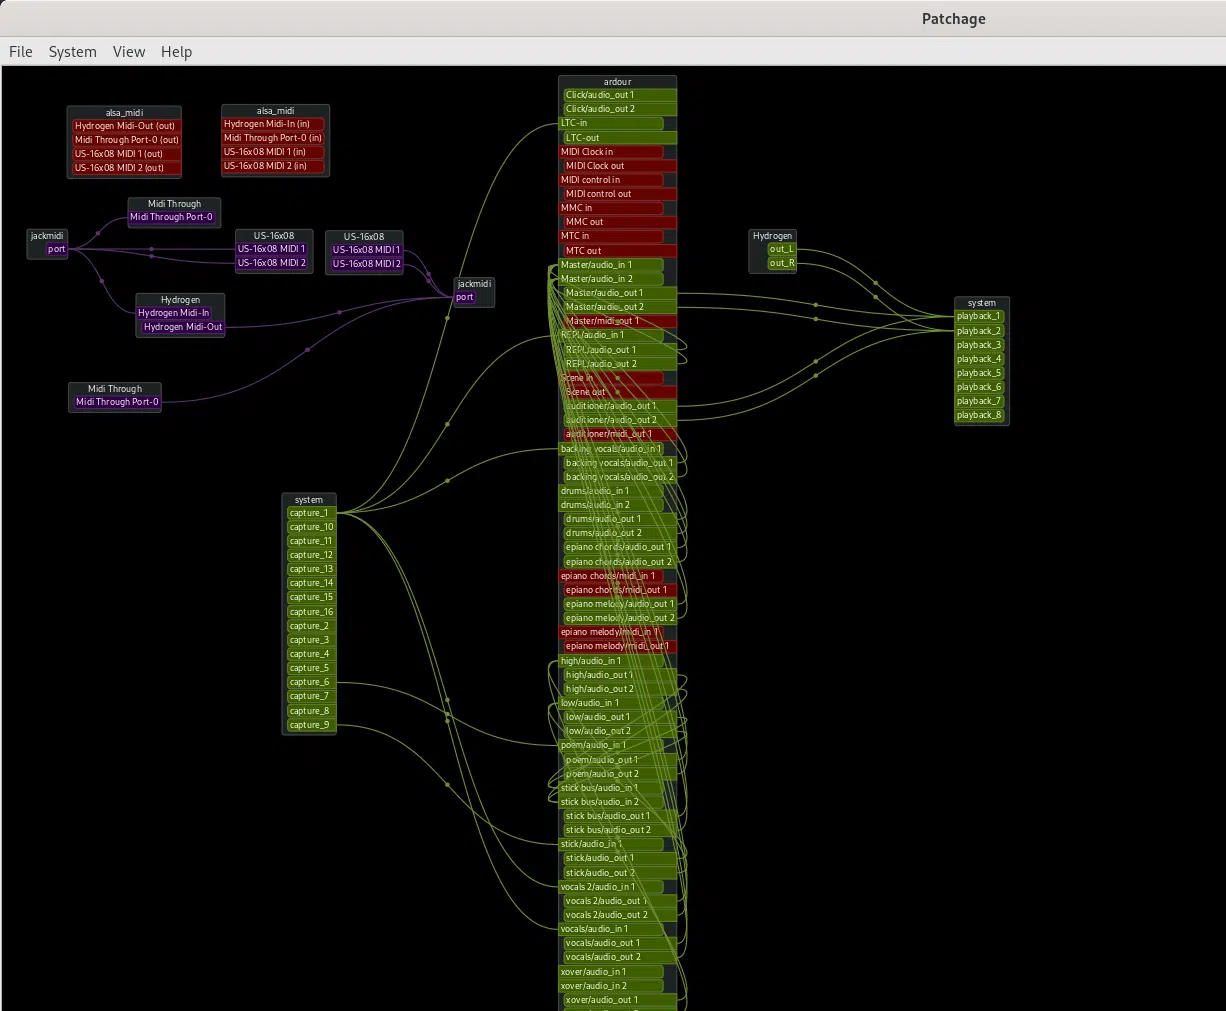 Patchage
File System View Help
alsa_midi
Hydrogen Midi-Out (out)
Midi Through Port-0 (out)
US-16x08 MIDI 1 (out)
US-16x08 MIDI 2 (out)
alsa_midi
Hydrogen Midi-In (in)
Midi Through Port-0 (in)
US-16x08 MIDI 1 (in)
US-16x08 MIDI 2 (in)
Midi Through
Midi Through Port-0
jackmidi
port
US-16x08
US-16x08 MIDI 1
US-16x08 MIDI 2
US-16x08
US-16x08 MIDI 1
US-16x08 MIDI 2
Hydrogen
Hydrogen Midi-In
Hydrogen Midi-Out
jackmidi
port
Midi Through
Midi Through Port-0
system
capture_1
capture_10
capture_11
capture_12
capture_13
capture_14
capture_15
capture_16
capture_2
capture_3
capture_4
capture_5
capture_6
capture_7
capture_8
capture_9
ardour
Click/audio_out 1
Click/audio_out 2
LTC-in
LTC-out
MIDI Clock in
MIDI Clock out
MIDI control in
MIDI control out
MMC in
MMC out
MTC in
MTC out
Master/audio_in 1
Master/audio_in 2
Master/audio_out 1
Master/audio_out 2
Master/midi_out 1
REPL/audio_in 1
REPL/audio_out 1
REPL/audio_out 2
Scene in
Scene out
auditioner/audio_out 1
auditioner/audio_out 2
auditioner/midi_out 1
backing vocals/audio_in 1
backing vocals/audio_out 1
backing vocals/audio_out 2
drums/audio_in 1
drums/audio_in 2
drums/audio_out 1
drums/audio_out 2
epiano chords/audio_out 1
epiano chords/audio_out 2
epiano chords/midi_in 1
epiano chords/midi_out 1
epiano melody/audio_out 1
epiano melody/audio_out 2
epiano melody/midi_in 1
epiano melody/midi_out 1
high/audio_in 1
high/audio_out 1
high/audio_out 2
low/audio_in 1
low/audio_out 1
low/audio_out 2
poem/audio_in 1
poem/audio_out 1
poem/audio_out 2
stick bus/audio_in 1
stick bus/audio_in 2
stick bus/audio_out 1
stick bus/audio_out 2
stick/audio_in 1
stick/audio_out 1
stick/audio_out 2
vocals 2/audio_in 1
vocals 2/audio_out 1
vocals 2/audio_out 2
vocals/audio_in 1
vocals/audio_out 1
vocals/audio_out 2
xover/audio_in 1
xover/audio_in 2
xover/audio_out 1
Hydrogen
out_L
out_R
system
playback_1
playback_2
playback_3
playback_4
playback_5
playback_6
playback_7
playback_8